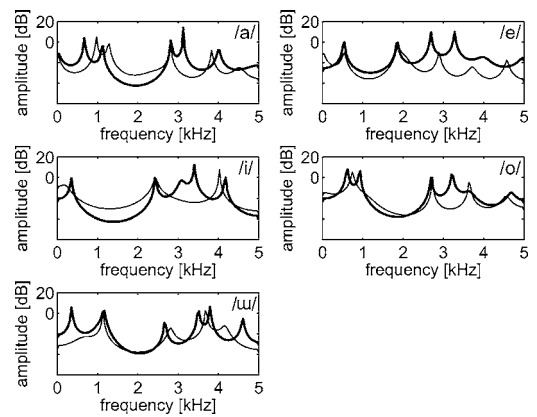 /a/
amplitude [dB]
20
0
0 1 2 3 4 5
frequency [kHz]
/e/
amplitude [dB]
20
0
0 1 2 3 4 5
frequency [kHz]
/i/
amplitude [dB]
20
0
0 1 2 3 4 5
frequency [kHz]
/o/
amplitude [dB]
20
0
0 1 2 3 4 5
frequency [kHz]
/ɯ/
amplitude [dB]
20
0
0 1 2 3 4 5
frequency [kHz]